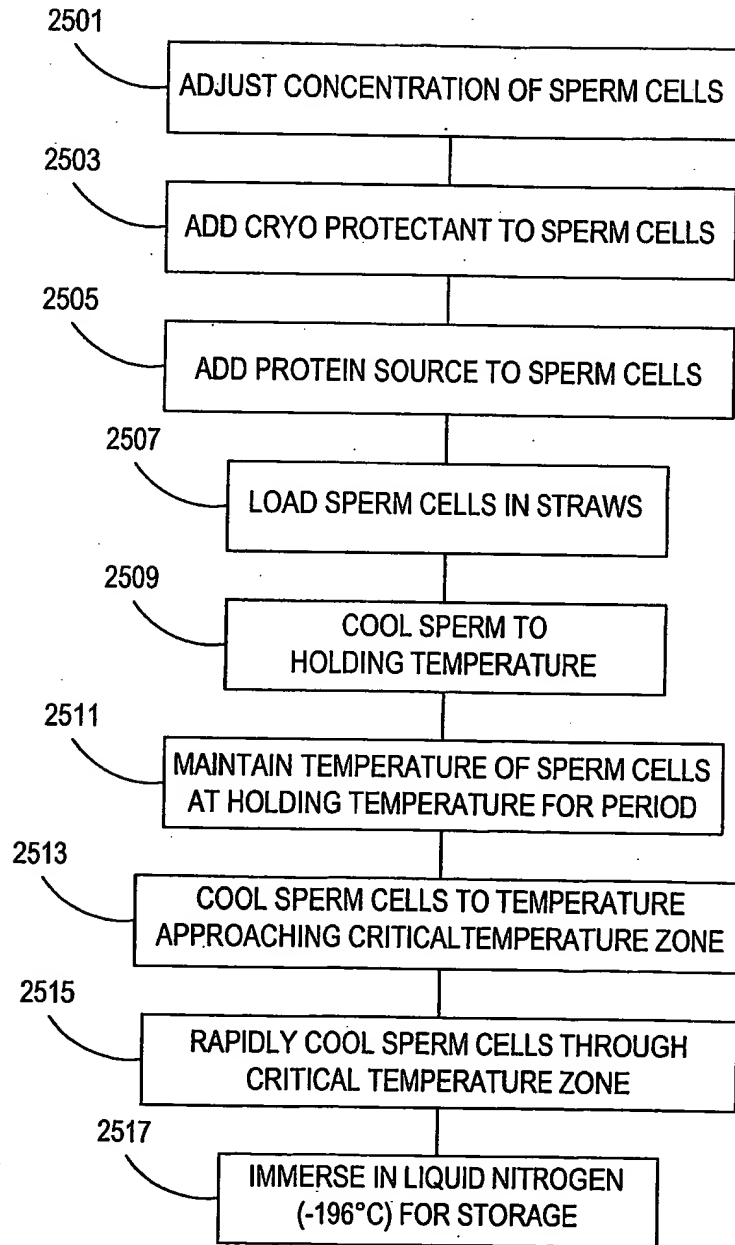 2501
ADJUST CONCENTRATION OF SPERM CELLS
2503
ADD CRYO PROTECTANT TO SPERM CELLS
2505
ADD PROTEIN SOURCE TO SPERM CELLS
2507
LOAD SPERM CELLS IN STRAWS
2509
COOL SPERM TO
HOLDING TEMPERATURE
2511
MAINTAIN TEMPERATURE OF SPERM CELLS
AT HOLDING TEMPERATURE FOR PERIOD
2513
COOL SPERM CELLS TO TEMPERATURE
APPROACHING CRITICALTEMPERATURE ZONE
2515
RAPIDLY COOL SPERM CELLS THROUGH
CRITICAL TEMPERATURE ZONE
2517
IMMERSE IN LIQUID NITROGEN
(-196°C) FOR STORAGE